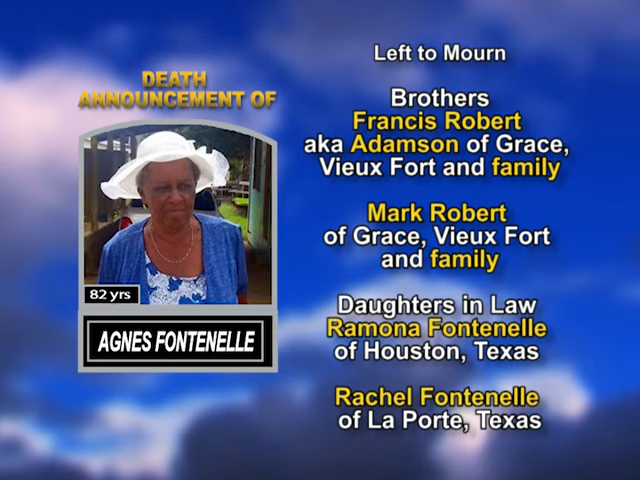 DEATH
ANNOUNCEMENT OF
82 yrs
AGNES FONTENELLE
Left to Mourn
Brothers
Francis Robert
aka Adamson of Grace,
Vieux Fort and family
Mark Robert
of Grace, Vieux Fort
and family
Daughters in Law
Ramona Fontenelle
of Houston, Texas
Rachel Fontenelle
of La Porte, Texas